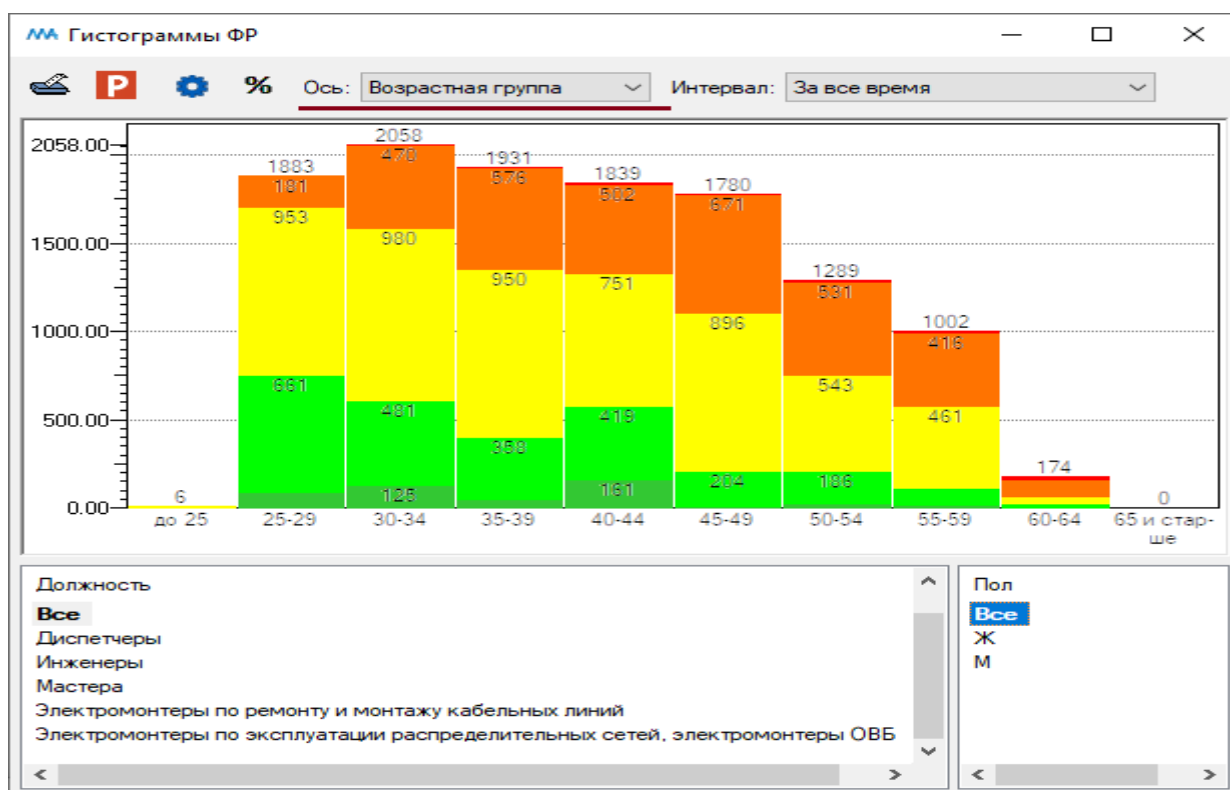 Гистограммы ФР
P % Ось: Возрастная группа Интервал: За все время
2058.00
1500.00
1000.00
500.00
0.00
6
1883
181
953
661
2058
470
980
481
125
1931
576
950
358
1839
502
751
419
161
1780
671
896
204
1289
531
543
186
1002
416
461
174
0
до 25 25-29 30-34 35-39 40-44 45-49 50-54 55-59 60-64 65 и стар-
ше
Должность
Все
Диспетчеры
Инженеры
Мастера
Электромонтеры по ремонту и монтажу кабельных линий
Электромонтеры по эксплуатации распределительных сетей, электромонтеры ОВБ
Пол
Все
Ж
М